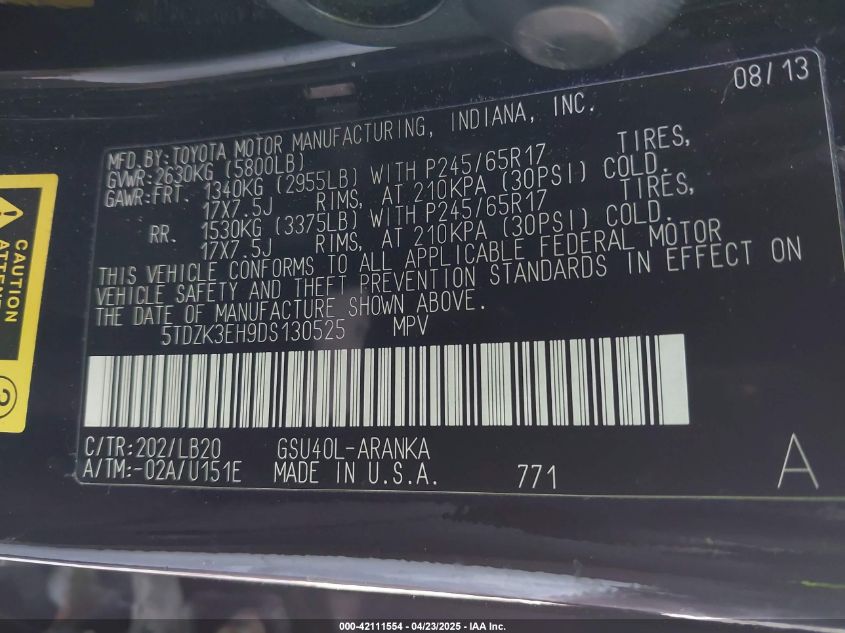 08/13
MFD. BY: TOYOTA MOTOR MANUFACTURING, INDIANA, INC.
GVWR: 2630KG (5800LB)
GAWR: FRT. 1340KG (2955LB) WITH P245/65R17 TIRES,
17X7.5J RIMS, AT 210KPA (30PSI) COLD.
RR. 1530KG (3375LB) WITH P245/65R17 TIRES,
17X7.5J RIMS, AT 210KPA (30PSI) COLD.
THIS VEHICLE CONFORMS TO ALL APPLICABLE FEDERAL MOTOR
VEHICLE SAFETY AND THEFT PREVENTION STANDARDS IN EFFECT ON
THE DATE OF MANUFACTURE SHOWN ABOVE.
5TDZK3EH9DS130525 MPV
C/TR: 202/LB20 GSU40L-ARANKA
A/TM: -02A/U151E MADE IN U.S.A. 771
A
CAUTION
2
000-42111554 - 04/23/2025 - IAA Inc.